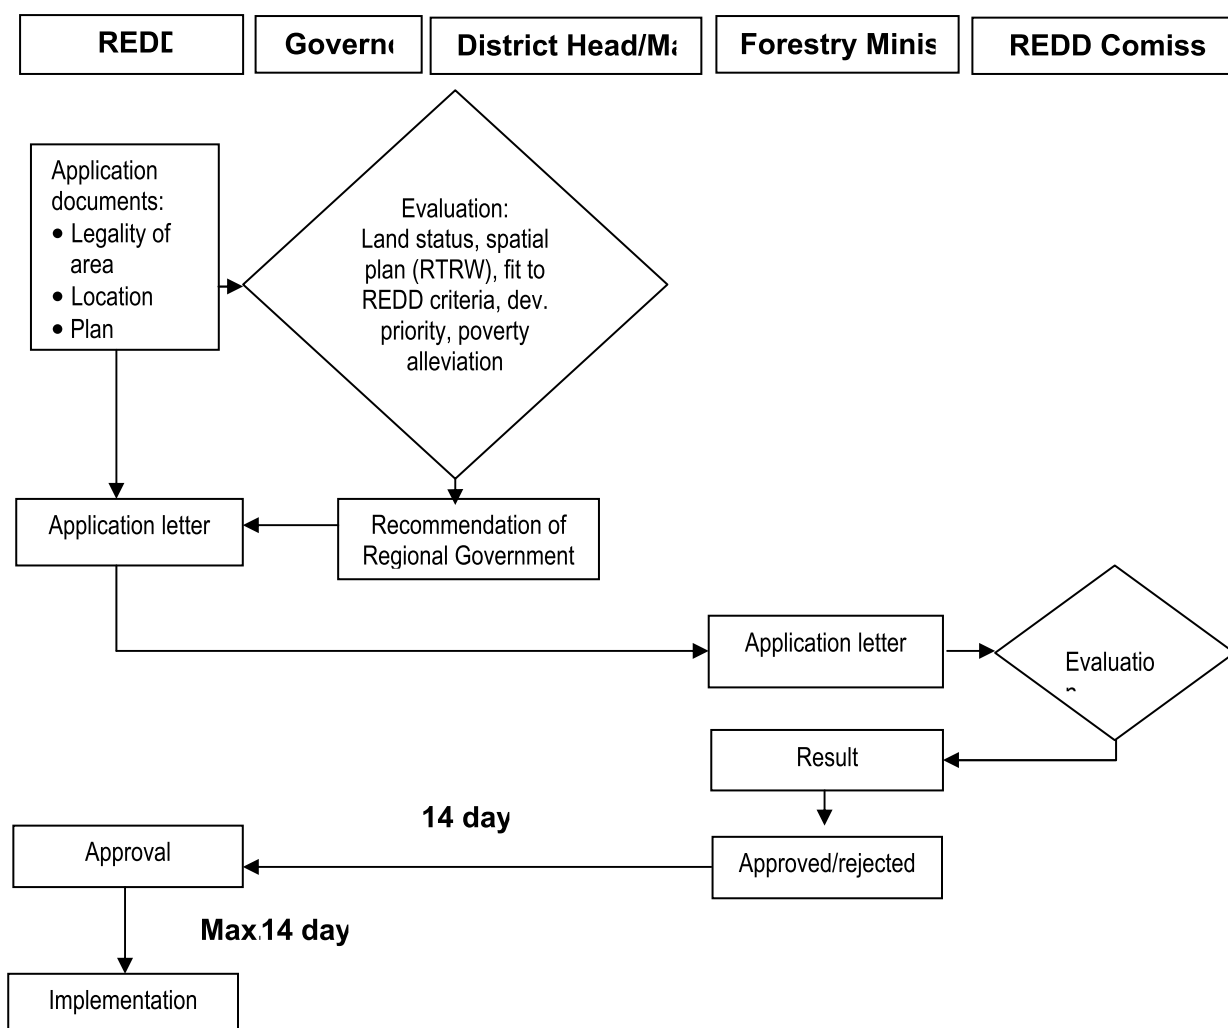 REDD
Governo
District Head/Ma
Forestry Minis
REDD Comiss
Application
documents:
• Legality of
area
• Location
• Plan
Evaluation:
Land status, spatial
plan (RTRW), fit to
REDD criteria, dev.
priority, poverty
alleviation
Application letter
Recommendation of
Regional Government
Application letter
Evaluatio
n
Result
14 day
Approval
Approved/rejected
Max.14 day
Implementation